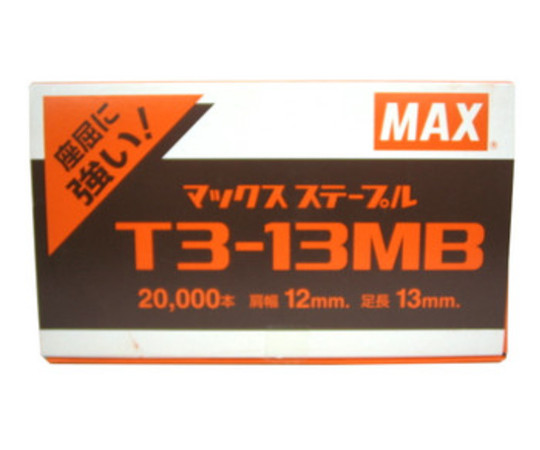 座屈に
強い!
MAX®
マックス ステープル
T3-13MB
20,000本 肩幅 12mm. 足長 13mm.